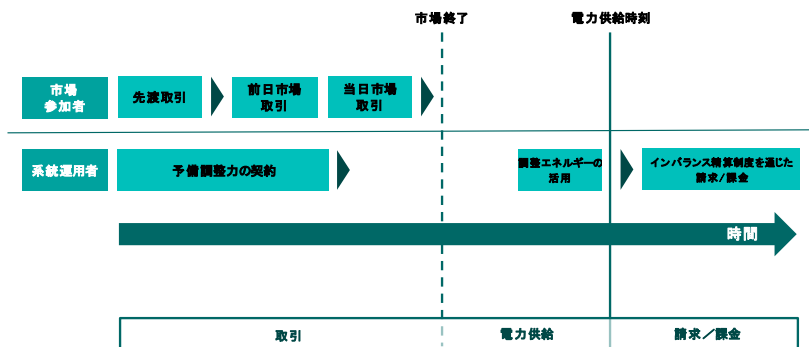 市場終了
電力供給時刻
市場
参加者
先渡取引
前日市場
取引
当日市場
取引
系統運用者
予備調整力の契約
調整エネルギーの
活用
インバランス精算制度を通じた
請求/課金
時間
取引
電力供給
請求／課金